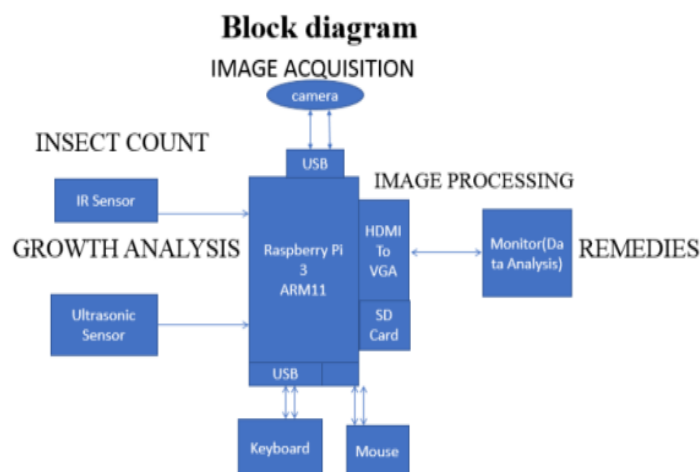 Block diagram
IMAGE ACQUISITION
camera
INSECT COUNT
USB
IMAGE PROCESSING
IR Sensor
HDMI
To
VGA
GROWTH ANALYSIS
Raspberry Pi
3
ARM11
Monitor(Da
ta Analysis)
REMEDIES
Ultrasonic
Sensor
SD
Card
USB
Keyboard
Mouse